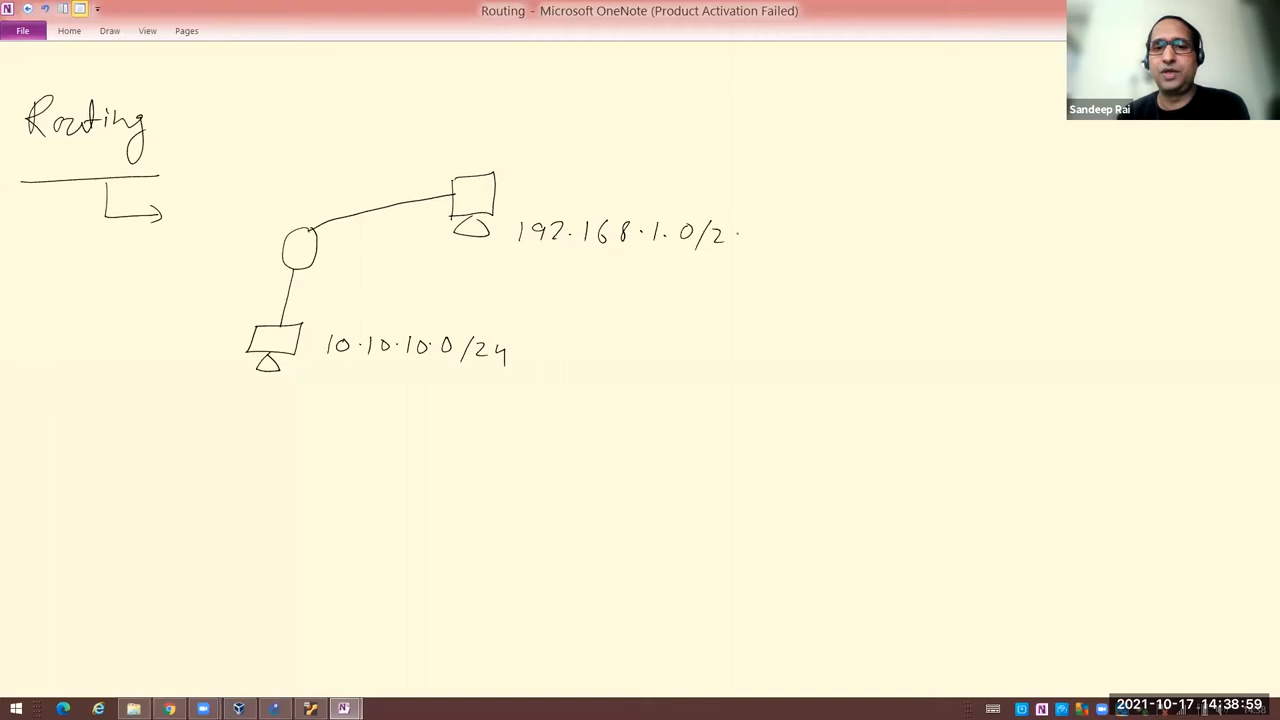 Routing - Microsoft OneNote (Product Activation Failed)
File Home Draw View Pages
Sandeep Rai
Routing
192.168.1.0/2
10.10.10.0/24
2021-10-17 14:38:59